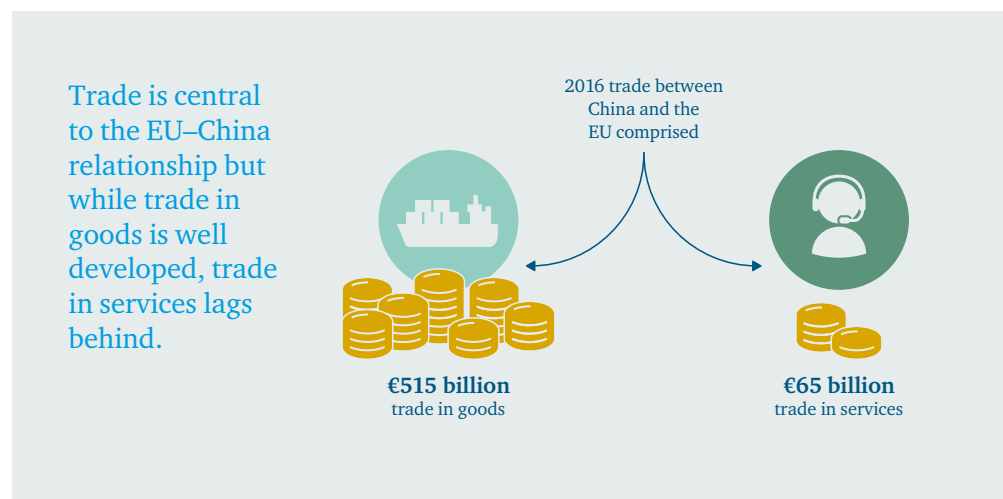 Trade is central
to the EU–China
relationship but
while trade in
goods is well
developed, trade
in services lags
behind.
2016 trade between
China and the
EU comprised
€515 billion
trade in goods
€65 billion
trade in services